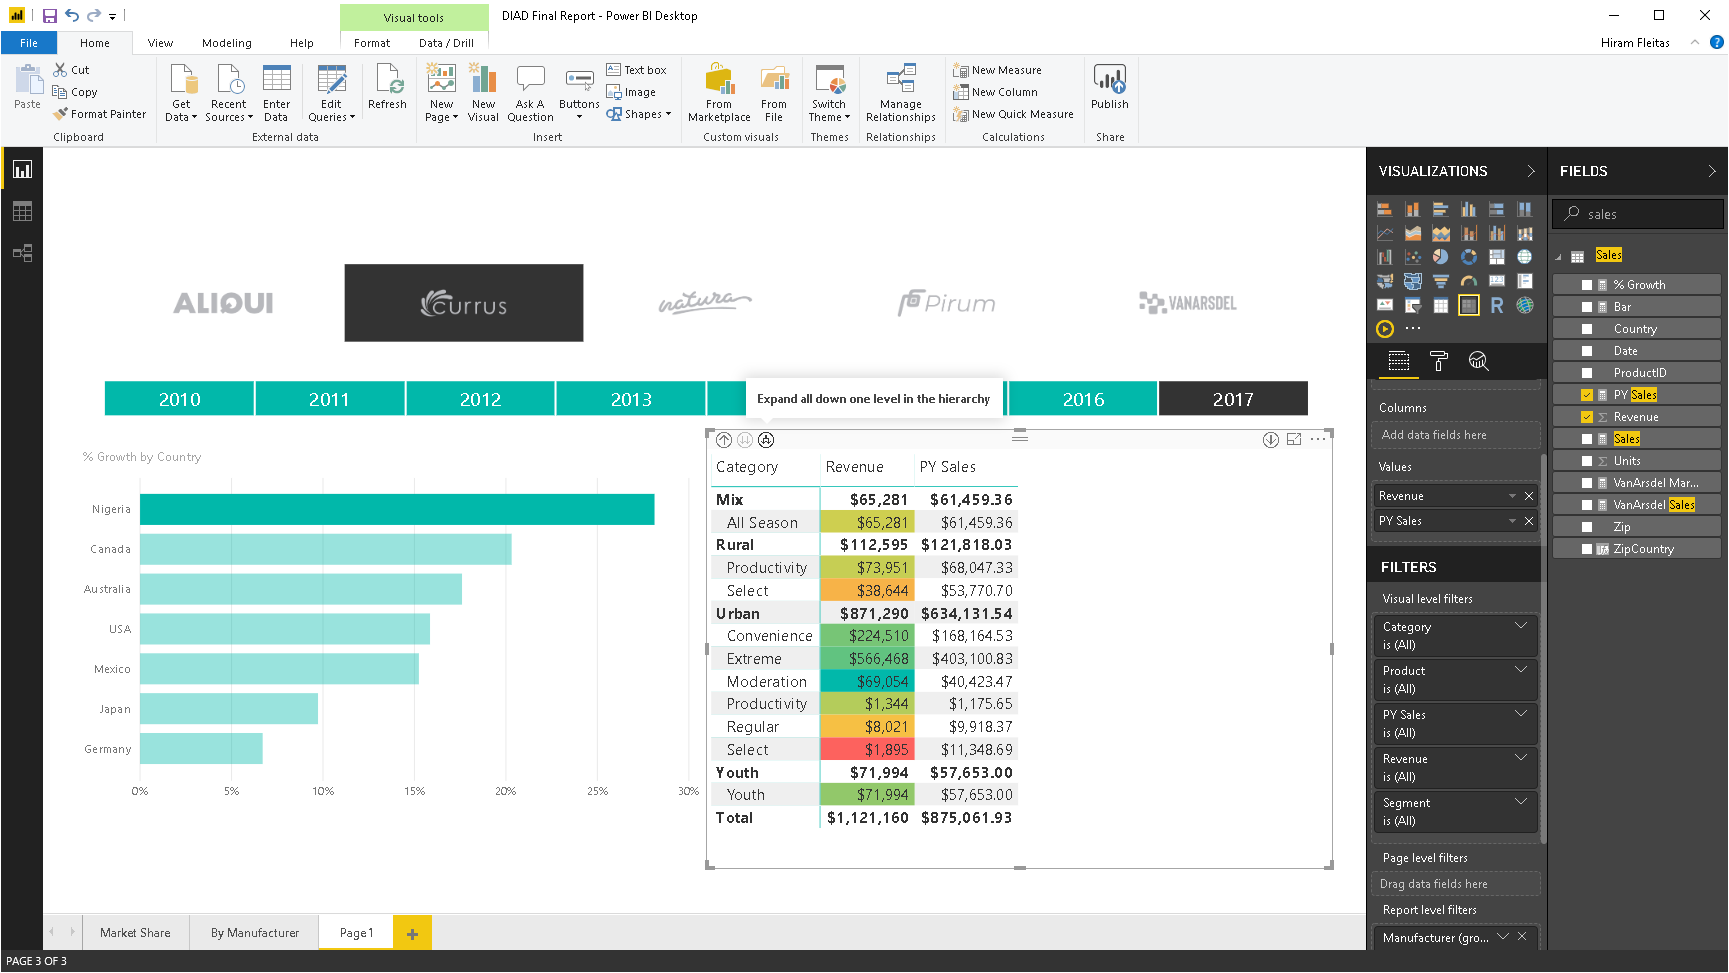 Visual tools
DIAD Final Report - Power BI Desktop
File
Home
View
Modeling
Help
Format
Data / Drill
Hiram Fleitas
Paste
Cut
Copy
Format Painter
Clipboard
Get Data
Recent Sources
Enter Data
Edit Queries
Refresh
External data
New Page
New Visual
Ask A Question
Buttons
Text box
Image
Shapes
Insert
From Marketplace
From File
Custom visuals
Switch Theme
Themes
Manage Relationships
Relationships
New Measure
New Column
New Quick Measure
Calculations
Publish
Share
ALIQUI
currus
natura
Pirum
VANARSDEL
2010
2011
2012
2013
2016
2017
Expand all down one level in the hierarchy
% Growth by Country
Nigeria
Canada
Australia
USA
Mexico
Japan
Germany
0%
5%
10%
15%
20%
25%
30%
Category Revenue PY Sales
Mix $65,281 $61,459.36
All Season $65,281 $61,459.36
Rural $112,595 $121,818.03
Productivity $73,951 $68,047.33
Select $38,644 $53,770.70
Urban $871,290 $634,131.54
Convenience $224,510 $168,164.53
Extreme $566,468 $403,100.83
Moderation $69,054 $40,423.47
Productivity $1,344 $1,175.65
Regular $8,021 $9,918.37
Select $1,895 $11,348.69
Youth $71,994 $57,653.00
Youth $71,994 $57,653.00
Total $1,121,160 $875,061.93
VISUALIZATIONS
R
Columns
Add data fields here
Values
Revenue
PY Sales
FILTERS
Visual level filters
Category
is (All)
Product
is (All)
PY Sales
is (All)
Revenue
is (All)
Segment
is (All)
Page level filters
Drag data fields here
Report level filters
Manufacturer (gro...
FIELDS
sales
Sales
% Growth
Bar
Country
Date
ProductID
PY Sales
Revenue
Sales
Units
VanArsdel Mar...
VanArsdel Sales
Zip
ZipCountry
Market Share
By Manufacturer
Page 1
PAGE 3 OF 3